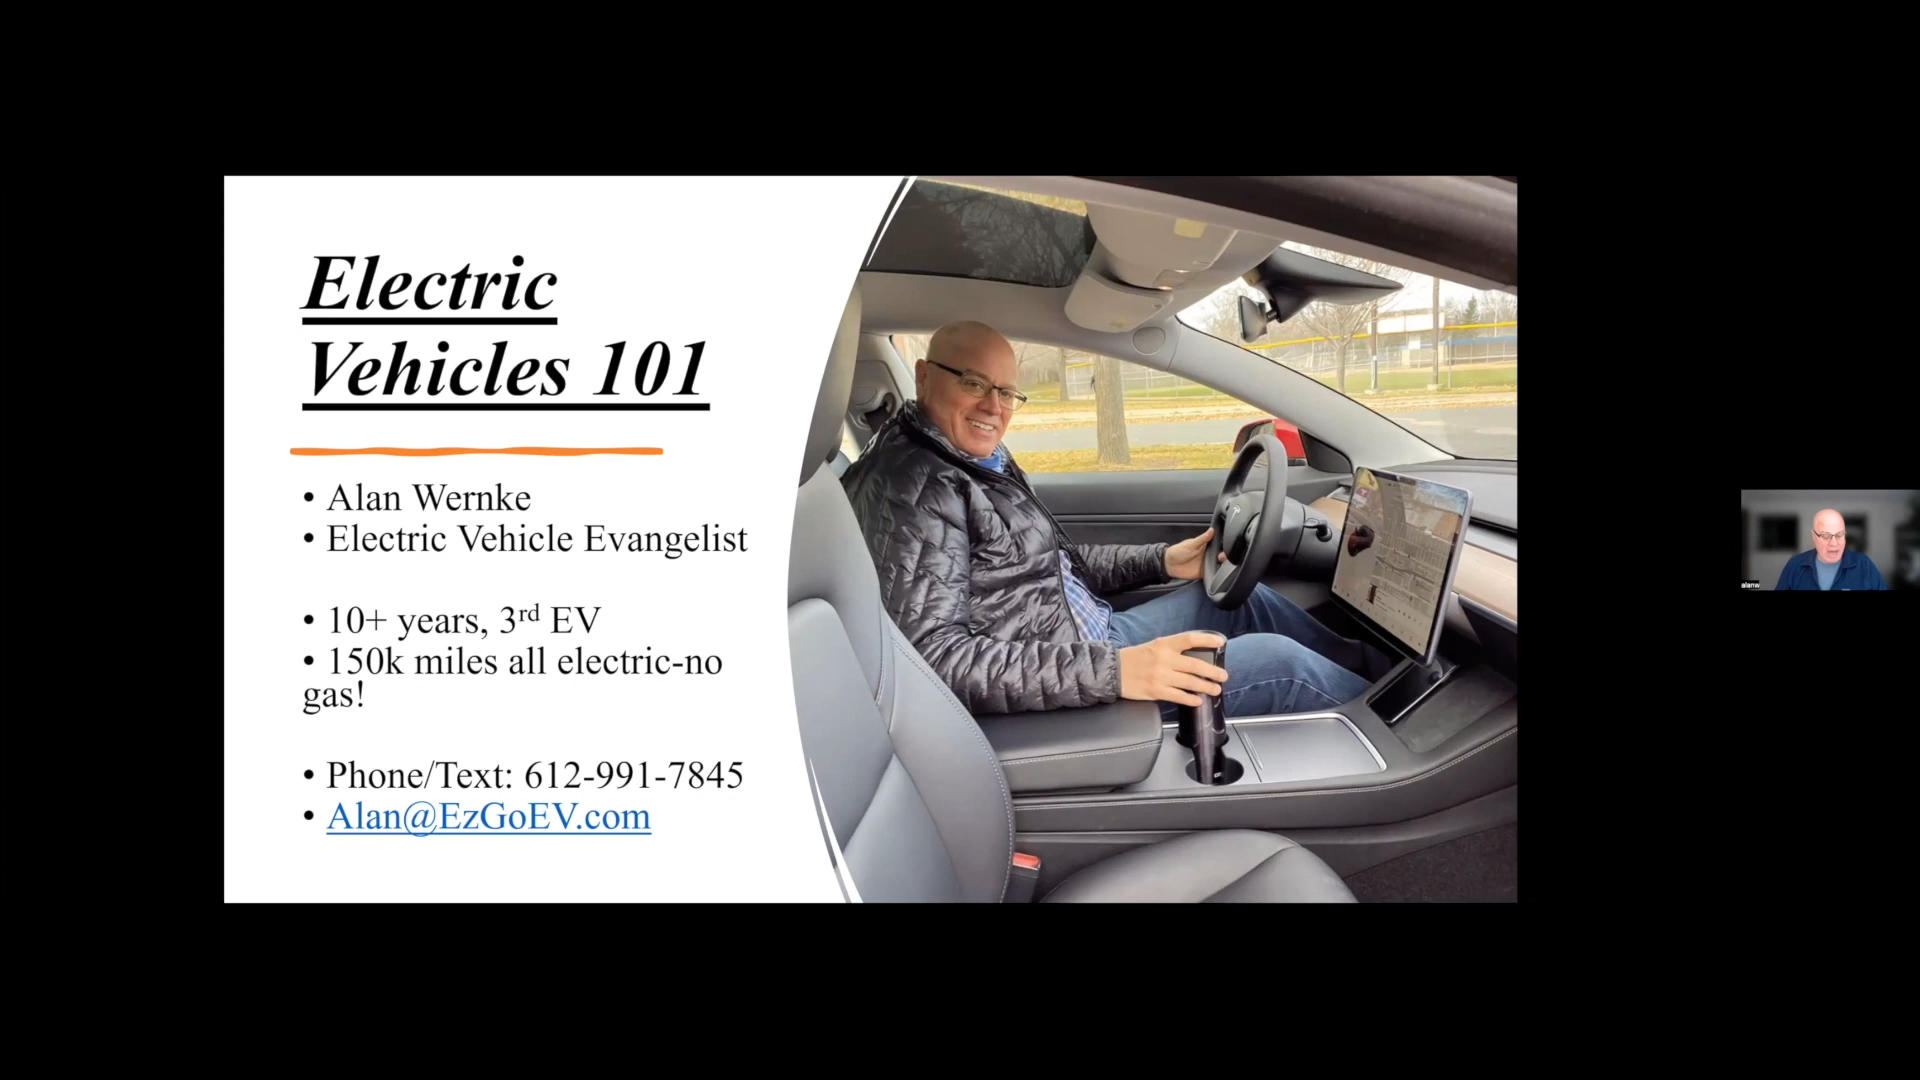 Electric
Vehicles 101
• Alan Wernke
• Electric Vehicle Evangelist
• 10+ years, 3rd EV
• 150k miles all electric-no
gas!
• Phone/Text: 612-991-7845
• Alan@EzGoEV.com
alanw